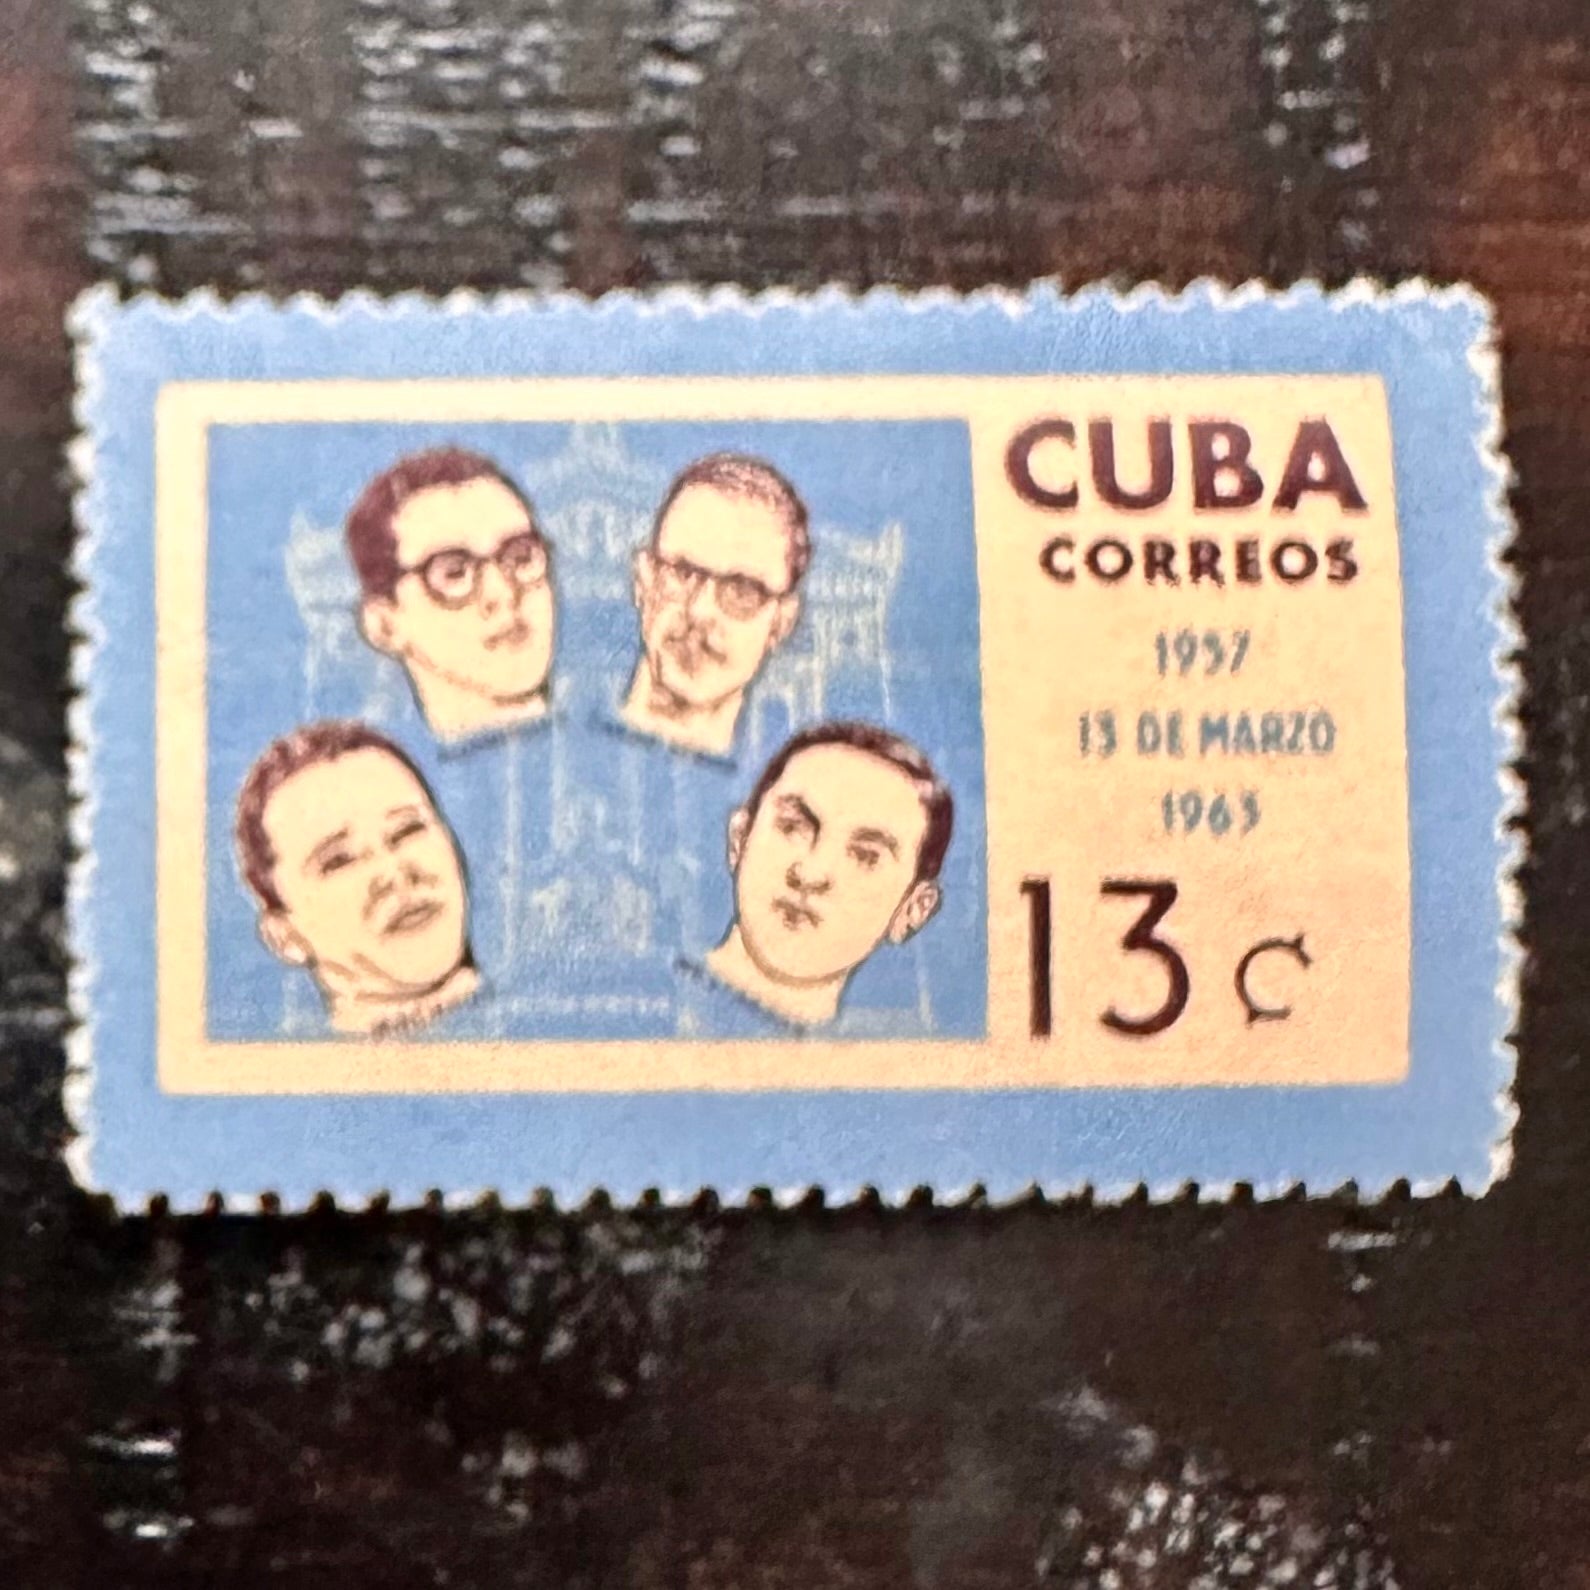 CUBA
CORREOS
1957
13 DE MARZO
1963
13 c